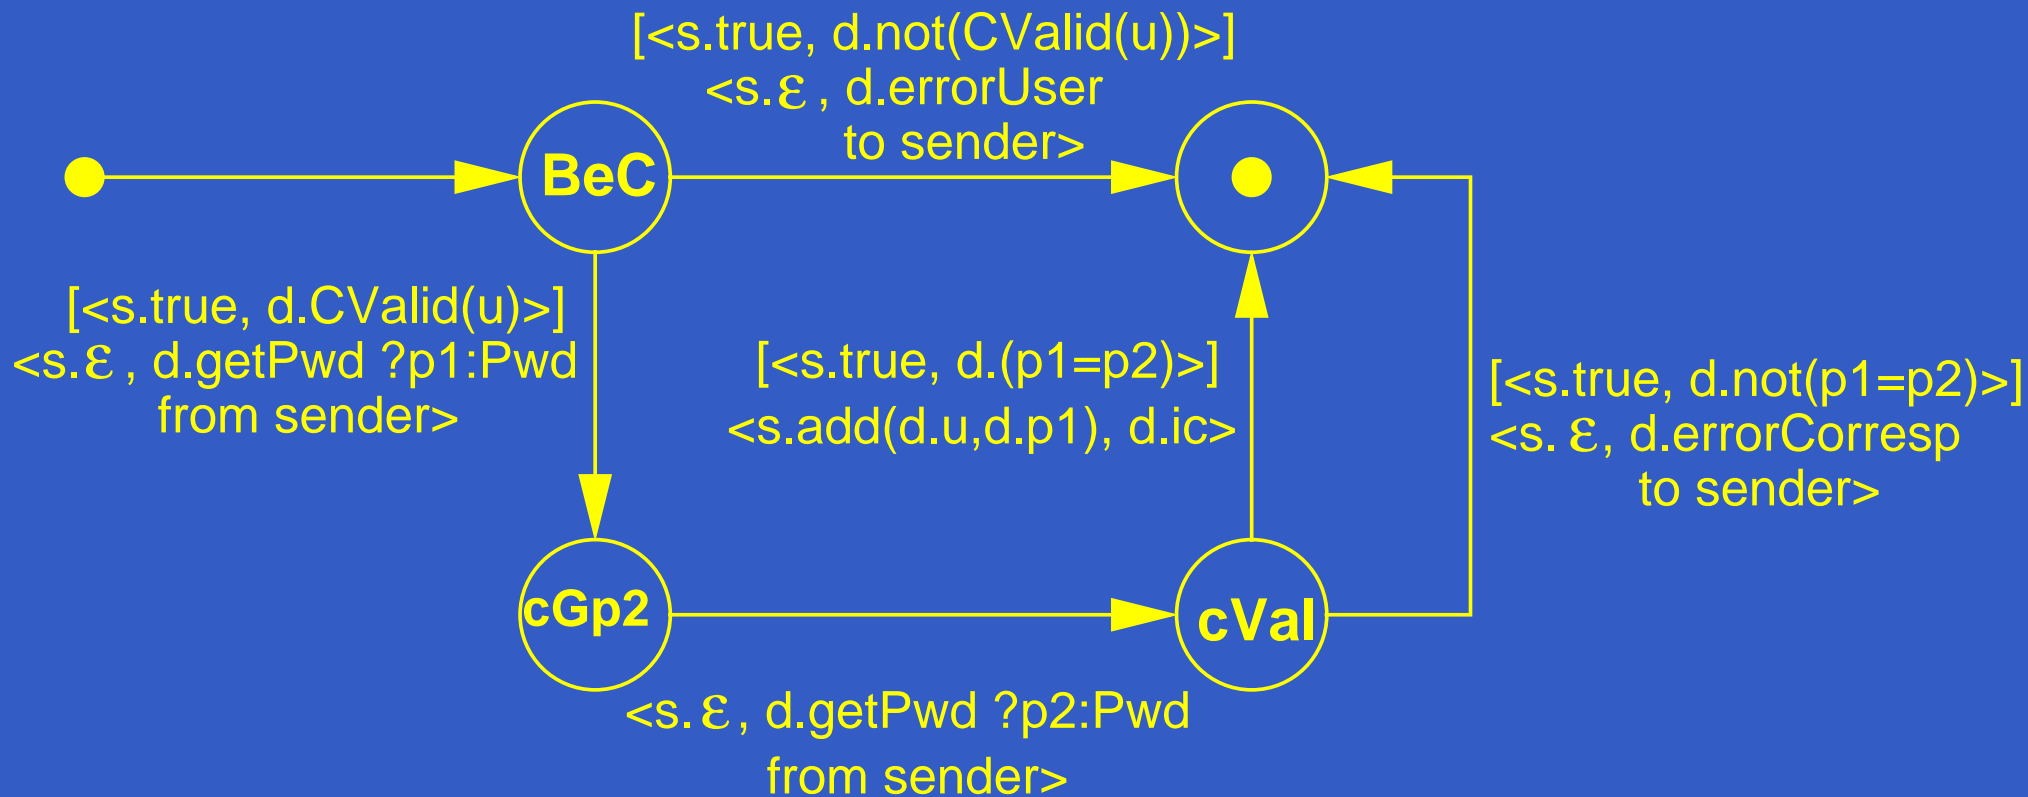 [<s.true, d.not(CValid(u))>]
<s.ε, d.errorUser
to sender>
BeC
[<s.true, d.CValid(u)>]
<s.ε, d.getPwd ?p1:Pwd
from sender>
[<s.true, d.(p1=p2)>]
<s.add(d.u,d.p1), d.ic>
[<s.true, d.not(p1=p2)>]
<s. ε, d.errorCorresp
to sender>
cGp2
cVal
<s. ε, d.getPwd ?p2:Pwd
from sender>